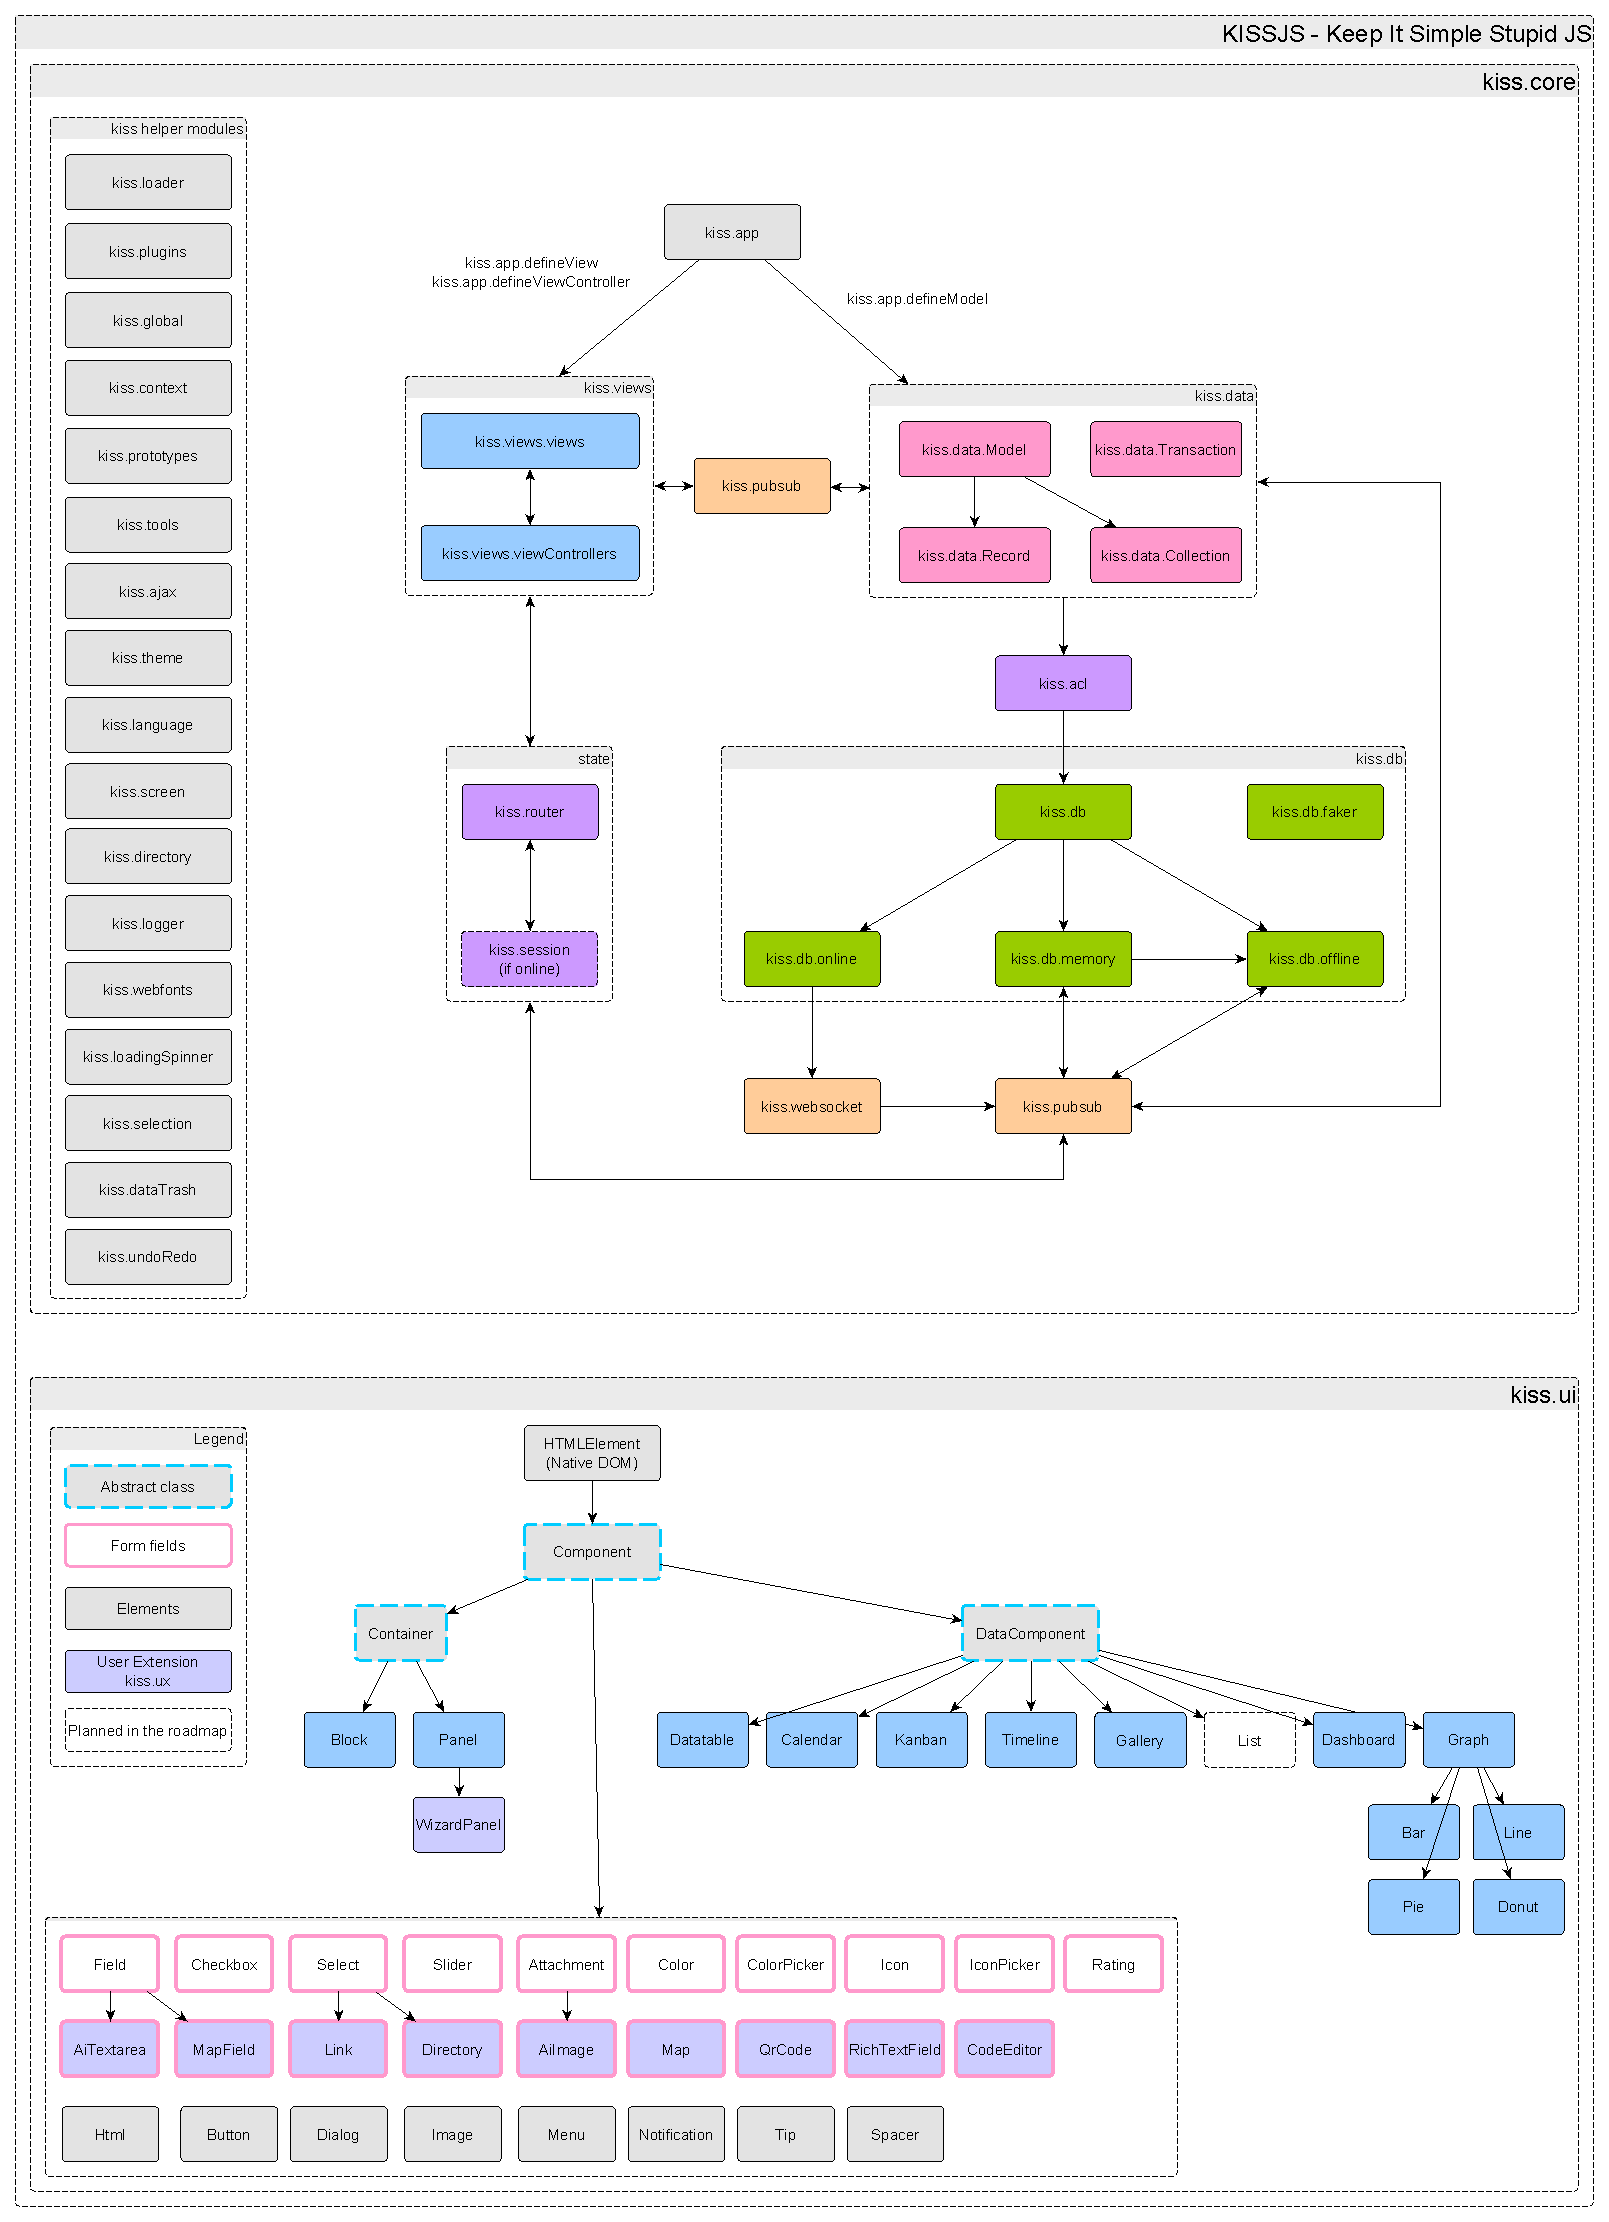 KISSJS - Keep It Simple Stupid JS
kiss.core
kiss helper modules
kiss.loader
kiss.plugins
kiss.global
kiss.context
kiss.prototypes
kiss.tools
kiss.ajax
kiss.theme
kiss.language
kiss.screen
kiss.directory
kiss.logger
kiss.webfonts
kiss.loadingSpinner
kiss.selection
kiss.dataTrash
kiss.undoRedo
kiss.app
kiss.app.defineView
kiss.app.defineViewController
kiss.app.defineModel
kiss.views
kiss.views.views
kiss.views.viewControllers
kiss.pubsub
kiss.data
kiss.data.Model
kiss.data.Transaction
kiss.data.Record
kiss.data.Collection
kiss.acl
state
kiss.router
kiss.session
(if online)
kiss.db
kiss.db
kiss.db.faker
kiss.db.online
kiss.db.memory
kiss.db.offline
kiss.websocket
kiss.pubsub
kiss.ui
Legend
Abstract class
Form fields
Elements
User Extension
kiss.ux
Planned in the roadmap
HTMLElement
(Native DOM)
Component
Container
DataComponent
Block
Panel
WizardPanel
Datatable
Calendar
Kanban
Timeline
Gallery
List
Dashboard
Graph
Bar
Line
Pie
Donut
Field
Checkbox
Select
Slider
Attachment
Color
ColorPicker
Icon
IconPicker
Rating
AiTextarea
MapField
Link
Directory
AiImage
Map
QrCode
RichTextField
CodeEditor
Html
Button
Dialog
Image
Menu
Notification
Tip
Spacer